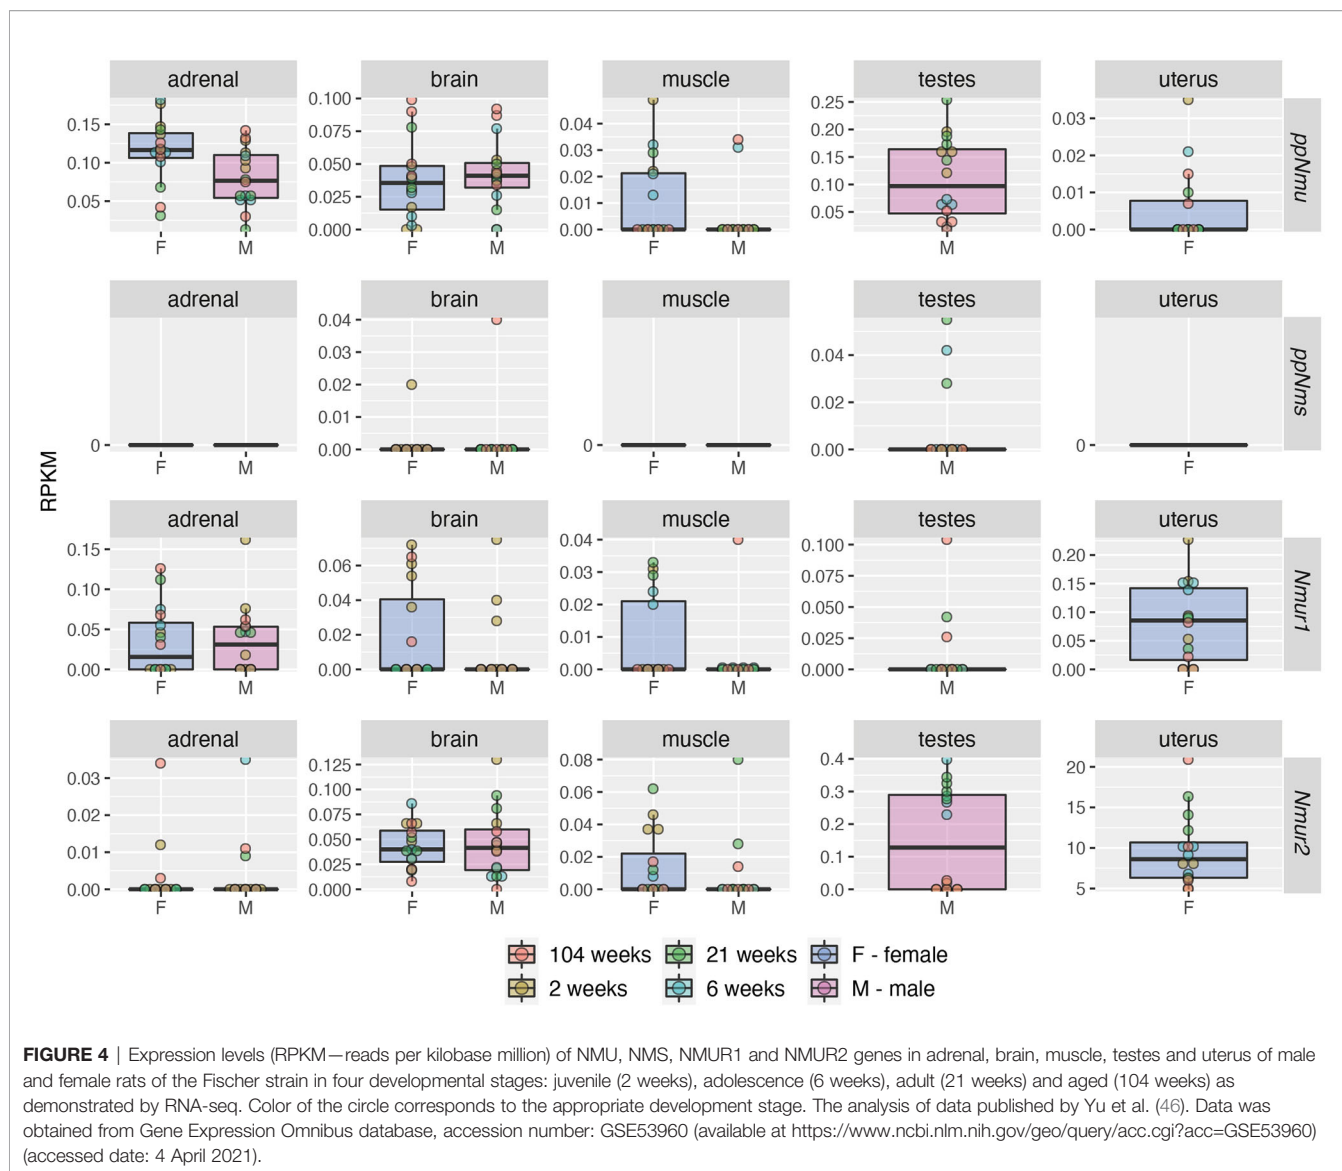 adrenal brain muscle testes uterus
0.15 0.10 0.05
0.100 0.075 0.050 0.025 0.000
0.04 0.03 0.02 0.01 0.00
0.25 0.20 0.15 0.10 0.05
0.03 0.02 0.01 0.00
ppNmu
F M F M F M M F
adrenal brain muscle testes uterus
0
0.04 0.03 0.02 0.01 0.00
0
0.04 0.02 0.00
0
ppNms
F M F M F M M F
RPKM
adrenal brain muscle testes uterus
0.15 0.10 0.05 0.00
0.06 0.04 0.02 0.00
0.04 0.03 0.02 0.01 0.00
0.100 0.075 0.050 0.025 0.000
0.20 0.15 0.10 0.05 0.00
Nmur1
F M F M F M M F
adrenal brain muscle testes uterus
0.03 0.02 0.01 0.00
0.125 0.100 0.075 0.050 0.025 0.000
0.08 0.06 0.04 0.02 0.00
0.4 0.3 0.2 0.1 0.0
20 15 10 5
Nmur2
F M F M F M M F
104 weeks 21 weeks F - female
2 weeks 6 weeks M - male
FIGURE 4 | Expression levels (RPKM—reads per kilobase million) of NMU, NMS, NMUR1 and NMUR2 genes in adrenal, brain, muscle, testes and uterus of male
and female rats of the Fischer strain in four developmental stages: juvenile (2 weeks), adolescence (6 weeks), adult (21 weeks) and aged (104 weeks) as
demonstrated by RNA-seq. Color of the circle corresponds to the appropriate development stage. The analysis of data published by Yu et al. (46). Data was
obtained from Gene Expression Omnibus database, accession number: GSE53960 (available at https://www.ncbi.nlm.nih.gov/geo/query/acc.cgi?acc=GSE53960)
(accessed date: 4 April 2021).